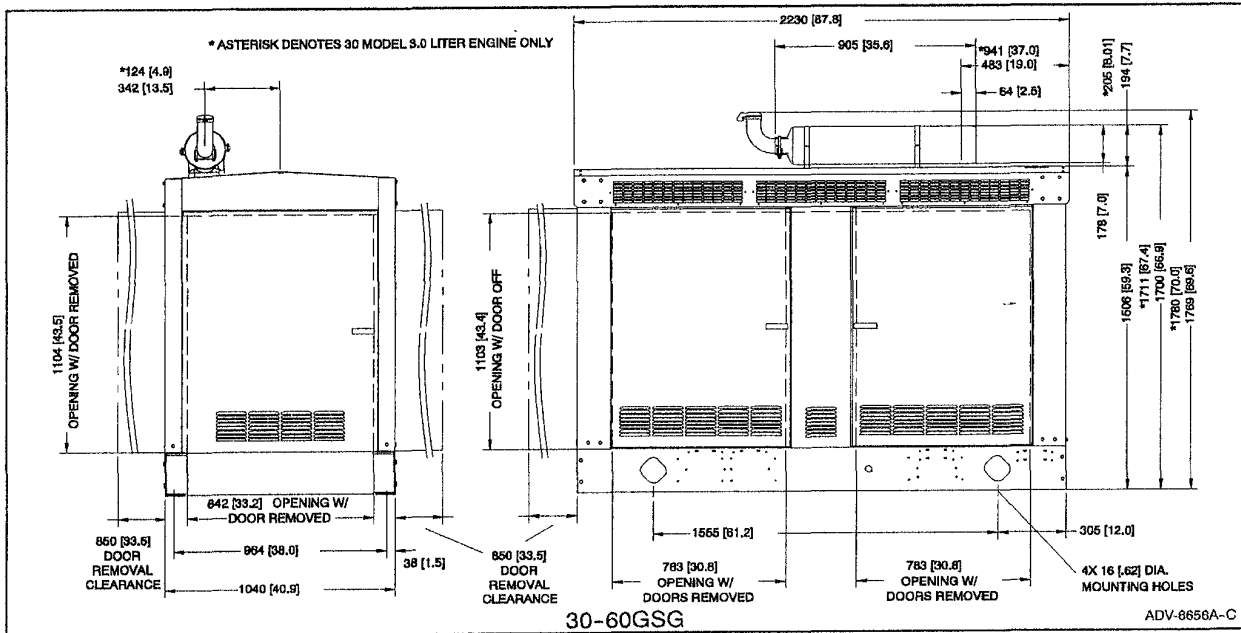 2230 [87.8]
* ASTERISK DENOTES 30 MODEL 3.0 LITER ENGINE ONLY
905 [35.6]
*941 [37.0]
483 [19.0]
64 [2.5]
*205 [8.01]
194 [7.7]
*124 [4.9]
342 [13.5]
178 [7.0]
1506 [59.3]
*1711 [67.4]
1700 [66.9]
*1780 [70.0]
1769 [69.6]
1104 [43.5]
OPENING W/ DOOR REMOVED
1103 [43.4]
OPENING W/ DOOR OFF
842 [33.2] OPENING W/
DOOR REMOVED
850 [33.5]
DOOR
REMOVAL
CLEARANCE
964 [38.0]
38 [1.5]
1040 [40.9]
850 [33.5]
DOOR
REMOVAL
CLEARANCE
1555 [61.2]
305 [12.0]
783 [30.8]
OPENING W/
DOORS REMOVED
783 [30.8]
OPENING W/
DOORS REMOVED
4X 16 [.62] DIA.
MOUNTING HOLES
30-60GSG
ADV-6656A-C